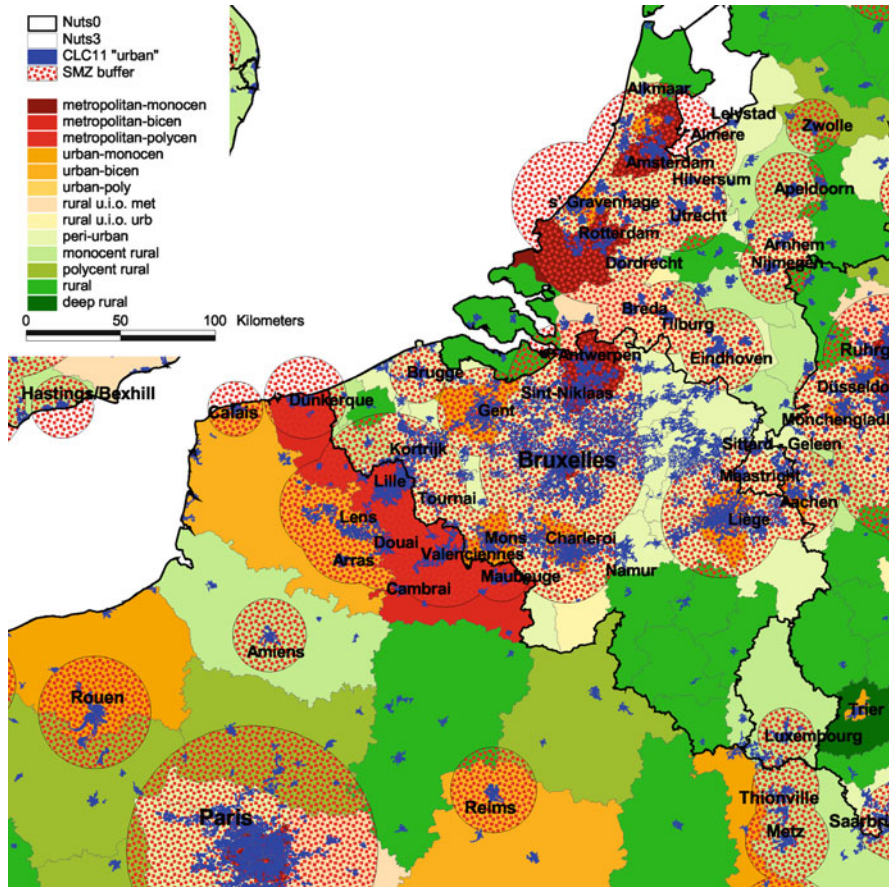 Nuts0
Nuts3
CLC11 "urban"
SMZ buffer
metropolitan-monocen
metropolitan-bicen
metropolitan-polycen
urban-monocen
urban-bicen
urban-poly
rural u.i.o. met
rural u.i.o. urb
peri-urban
monocent rural
polycent rural
rural
deep rural
0 50 100 Kilometers
Alkmaar
Lelystad
Zwolle
Almere
Amsterdam
Hilversum
Apeldoorn
s' Gravenhage
Utrecht
Rotterdam
Arnhem
Dordrecht
Nijmegen
Breda
Tilburg
Antwerpen
Eindhoven
Ruhrg
Brugge
Hastings/Bexhill
Sint-Niklaas
Düsseldo
Calais
Dunkerque
Gent
Mönchengladl
Kortrijk
Sittard - Geleen
Bruxelles
Lille
Maastright
Tournai
Aachen
Lens
Liège
Douai
Mons
Charleroi
Arras
Valenciennes
Namur
Maubeuge
Cambrai
Amiens
Rouen
Trier
Luxembourg
Thionville
Reims
Paris
Saarbr
Metz